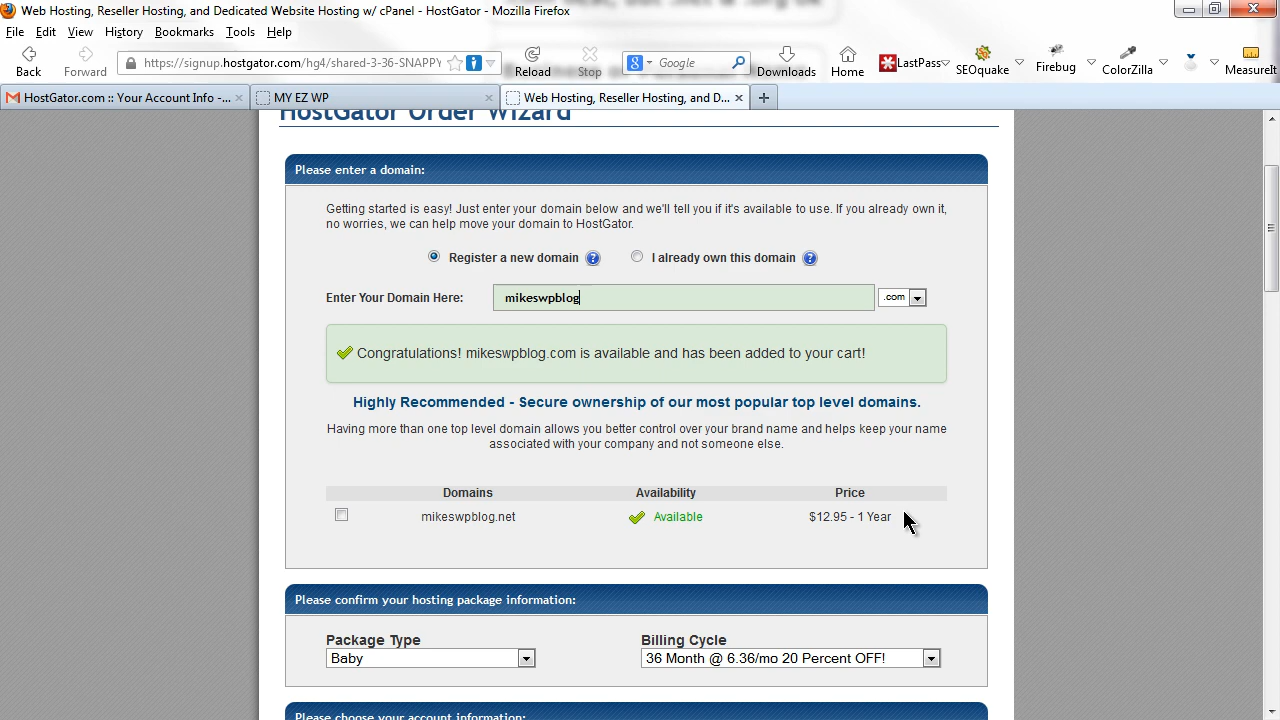 Web Hosting, Reseller Hosting, and Dedicated Website Hosting w/ cPanel - HostGator - Mozilla Firefox
File Edit View History Bookmarks Tools Help
https://signup.hostgator.com/hg4/shared-3-36-SNAPPY
Google
LastPass
SEOquake
Firebug
ColorZilla
MeasureIt
Back Forward Reload Stop Downloads Home
HostGator.com :: Your Account Info -...
MY EZ WP
Web Hosting, Reseller Hosting, and D...
HostGator Order Wizard
Please enter a domain:
Getting started is easy! Just enter your domain below and we'll tell you if it's available to use. If you already own it,
no worries, we can help move your domain to HostGator.
Register a new domain ? I already own this domain ?
Enter Your Domain Here: mikeswpblog .com
Congratulations! mikeswpblog.com is available and has been added to your cart!
Highly Recommended - Secure ownership of our most popular top level domains.
Having more than one top level domain allows you better control over your brand name and helps keep your name
associated with your company and not someone else.
Domains Availability Price
mikeswpblog.net Available $12.95 - 1 Year
Please confirm your hosting package information:
Package Type Billing Cycle
Baby 36 Month @ 6.36/mo 20 Percent OFF!
Please choose your account information: